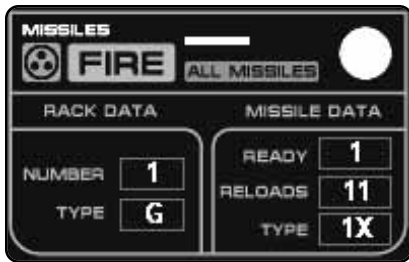 MISSILES
FIRE ALL MISSILES
RACK DATA MISSILE DATA
NUMBER 1
TYPE G
READY 1
RELOADS 11
TYPE 1X